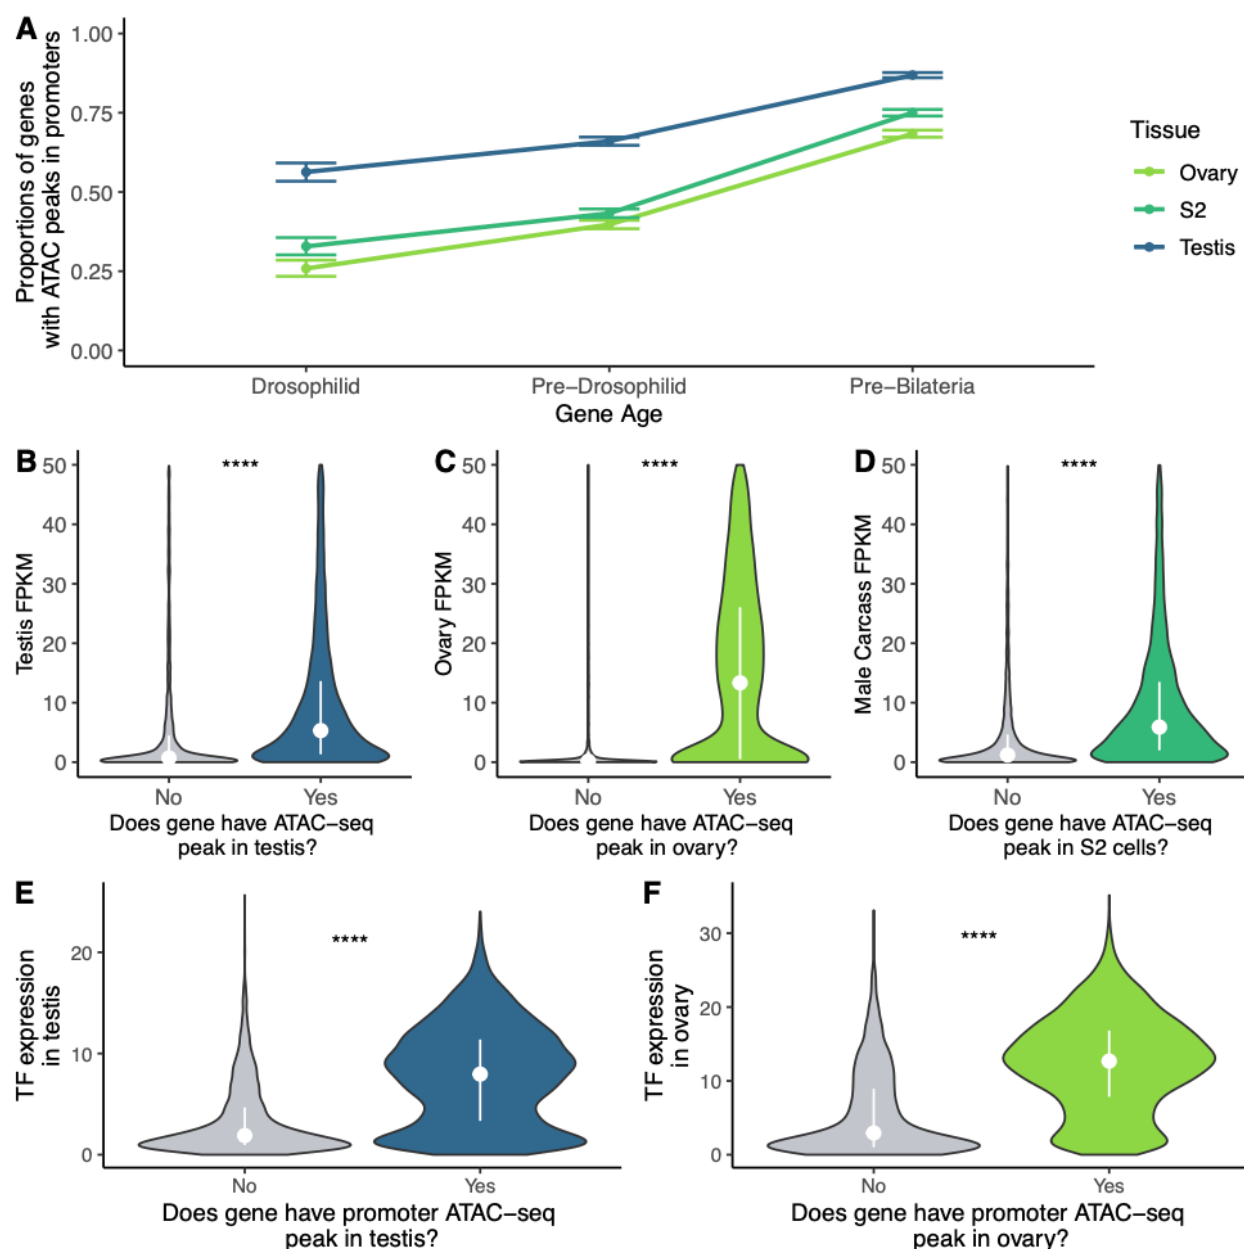 A
Proportions of genes
with ATAC peaks in promoters
1.00
0.75
0.50
0.25
0.00
Drosophilid
Pre−Drosophilid
Pre−Bilateria
Gene Age
Tissue
Ovary
S2
Testis
B
Testis FPKM
50
40
30
20
10
0
****
No
Yes
Does gene have ATAC−seq
peak in testis?
C
Ovary FPKM
50
40
30
20
10
0
****
No
Yes
Does gene have ATAC−seq
peak in ovary?
D
Male Carcass FPKM
50
40
30
20
10
0
****
No
Yes
Does gene have ATAC−seq
peak in S2 cells?
E
TF expression
in testis
20
10
0
****
No
Yes
Does gene have promoter ATAC−seq
peak in testis?
F
TF expression
in ovary
30
20
10
0
****
No
Yes
Does gene have promoter ATAC−seq
peak in ovary?